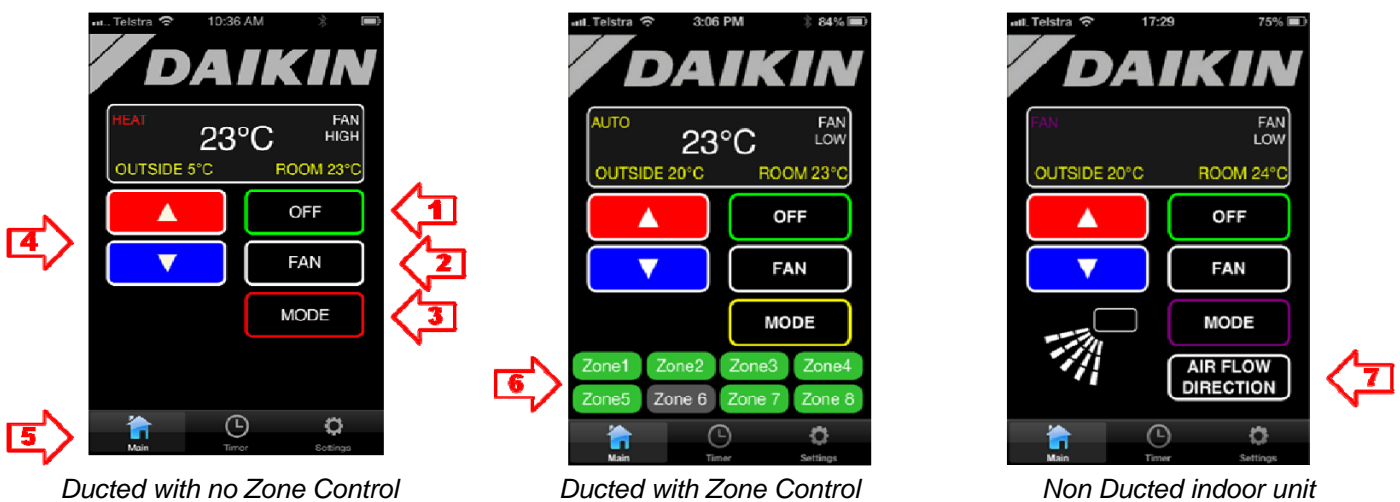 Telstra 10:36 AM
DAIKIN
HEAT
23°C
FAN
HIGH
OUTSIDE 5°C ROOM 23°C
OFF
FAN
MODE
Main Timer Settings
1
2
3
4
5
Ducted with no Zone Control
Telstra 3:06 PM 84%
DAIKIN
AUTO
23°C
FAN
LOW
OUTSIDE 20°C ROOM 23°C
OFF
FAN
MODE
Zone1 Zone2 Zone3 Zone4
Zone5 Zone 6 Zone 7 Zone 8
Main Timer Settings
6
Ducted with Zone Control
Telstra 17:29 75%
DAIKIN
FAN
FAN
LOW
OUTSIDE 20°C ROOM 24°C
OFF
FAN
MODE
AIR FLOW
DIRECTION
Main Timer Settings
7
Non Ducted indoor unit